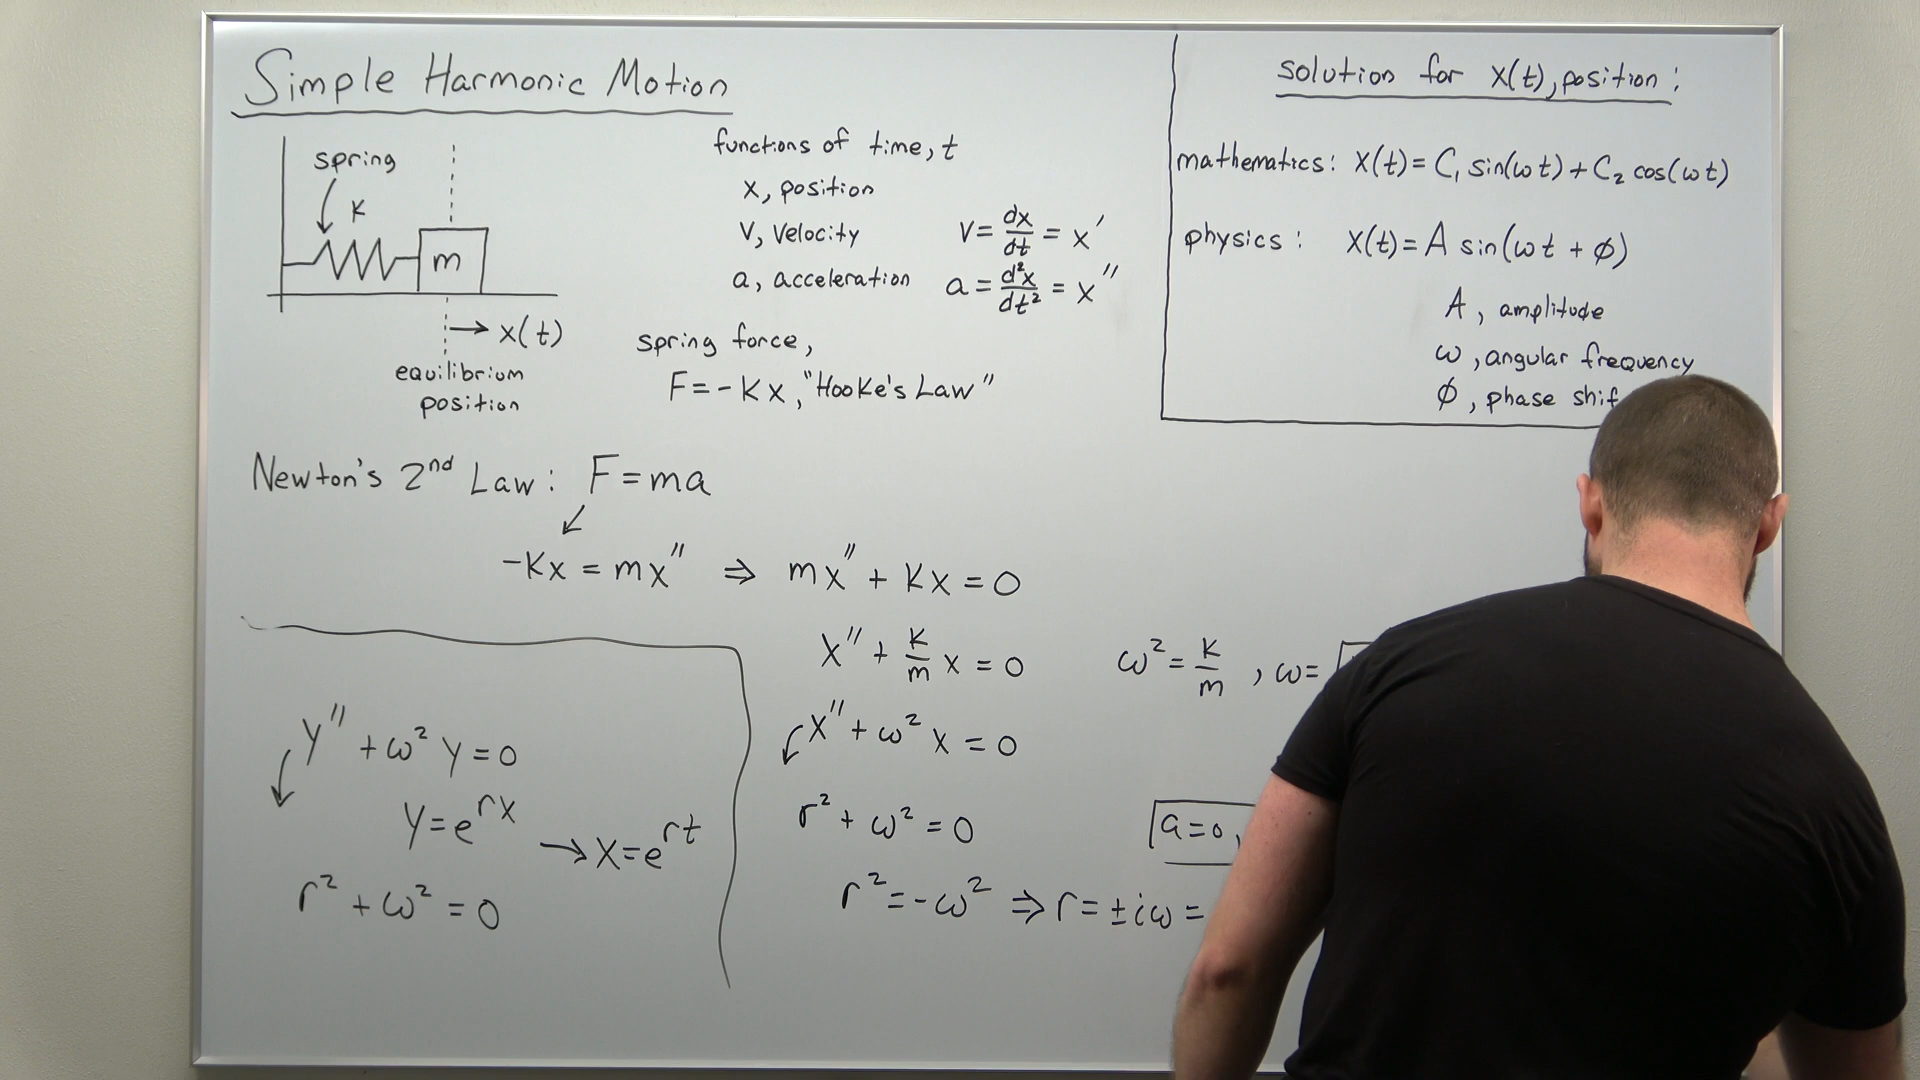 Simple Harmonic Motion
spring
K
m
x(t)
equilibrium
position
functions of time, t
x, position
v, velocity
a, acceleration
v = dx/dt = x′
a = d²x/dt² = x″
spring force,
F = -Kx, "Hooke's Law"
solution for x(t), position:
mathematics: x(t) = C₁ sin(ωt) + C₂ cos(ωt)
physics: x(t) = A sin(ωt + φ)
A, amplitude
ω, angular frequency
φ, phase shif
Newton's 2nd Law: F = ma
-Kx = mx″ ⇒ mx″ + Kx = 0
x″ + K/m x = 0
ω² = K/m, ω =
x″ + ω² x = 0
r² + ω² = 0
a = 0,
r² = -ω² ⇒ r = ± iω =
y″ + ω² y = 0
y = e^rx
→ x = e^rt
r² + ω² = 0